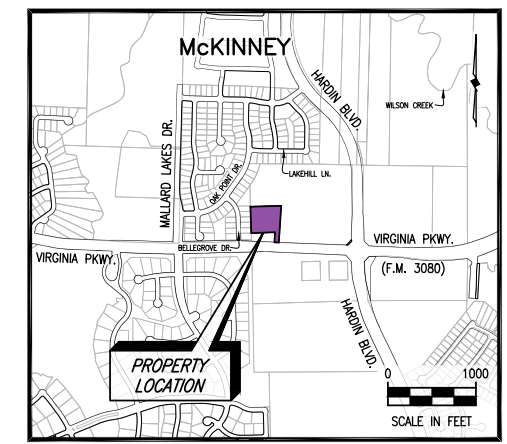 McKINNEY
HARDIN BLVD.
WILSON CREEK
MALLARD LAKES DR.
OAK POINT DR.
LAKEHILL LN.
BELLEGROVE DR.
VIRGINIA PKWY.
VIRGINIA PKWY.
(F.M. 3080)
HARDIN BLVD.
PROPERTY
LOCATION
0 1000
SCALE IN FEET